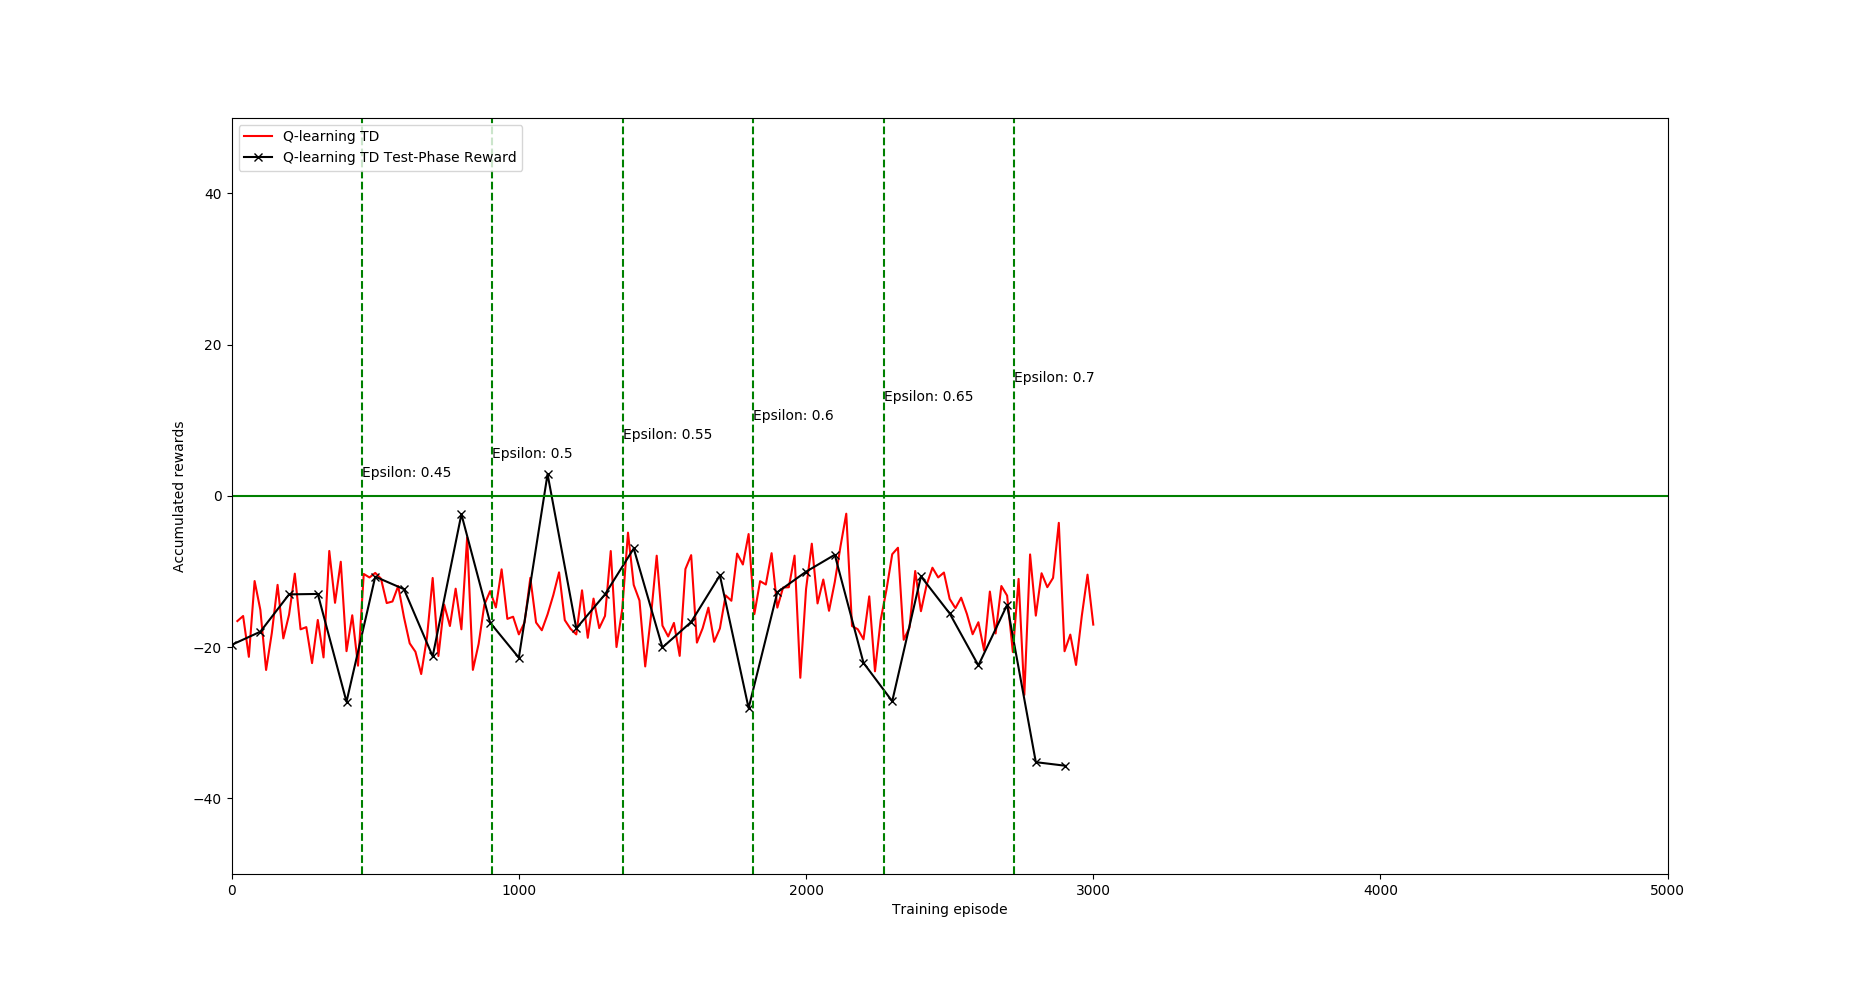 Q-learning TD
Q-learning TD Test-Phase Reward
40
20
0
−20
−40
Accumulated rewards
Epsilon: 0.45
Epsilon: 0.5
Epsilon: 0.55
Epsilon: 0.6
Epsilon: 0.65
Epsilon: 0.7
0 1000 2000 3000 4000 5000
Training episode